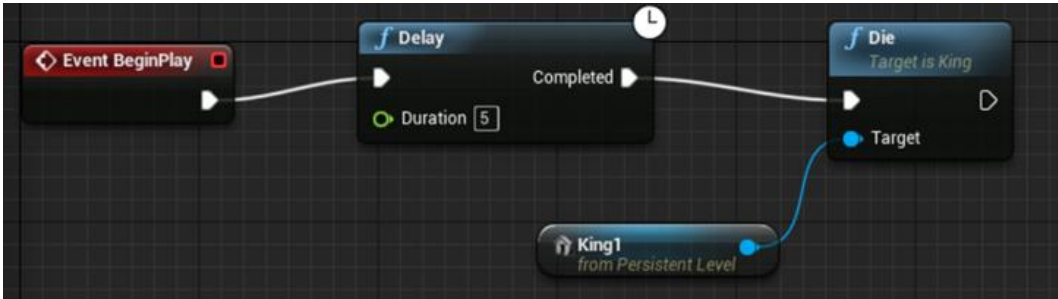 Event BeginPlay
Delay
Completed
Duration 5
Die
Target is King
Target
King1
from Persistent Level